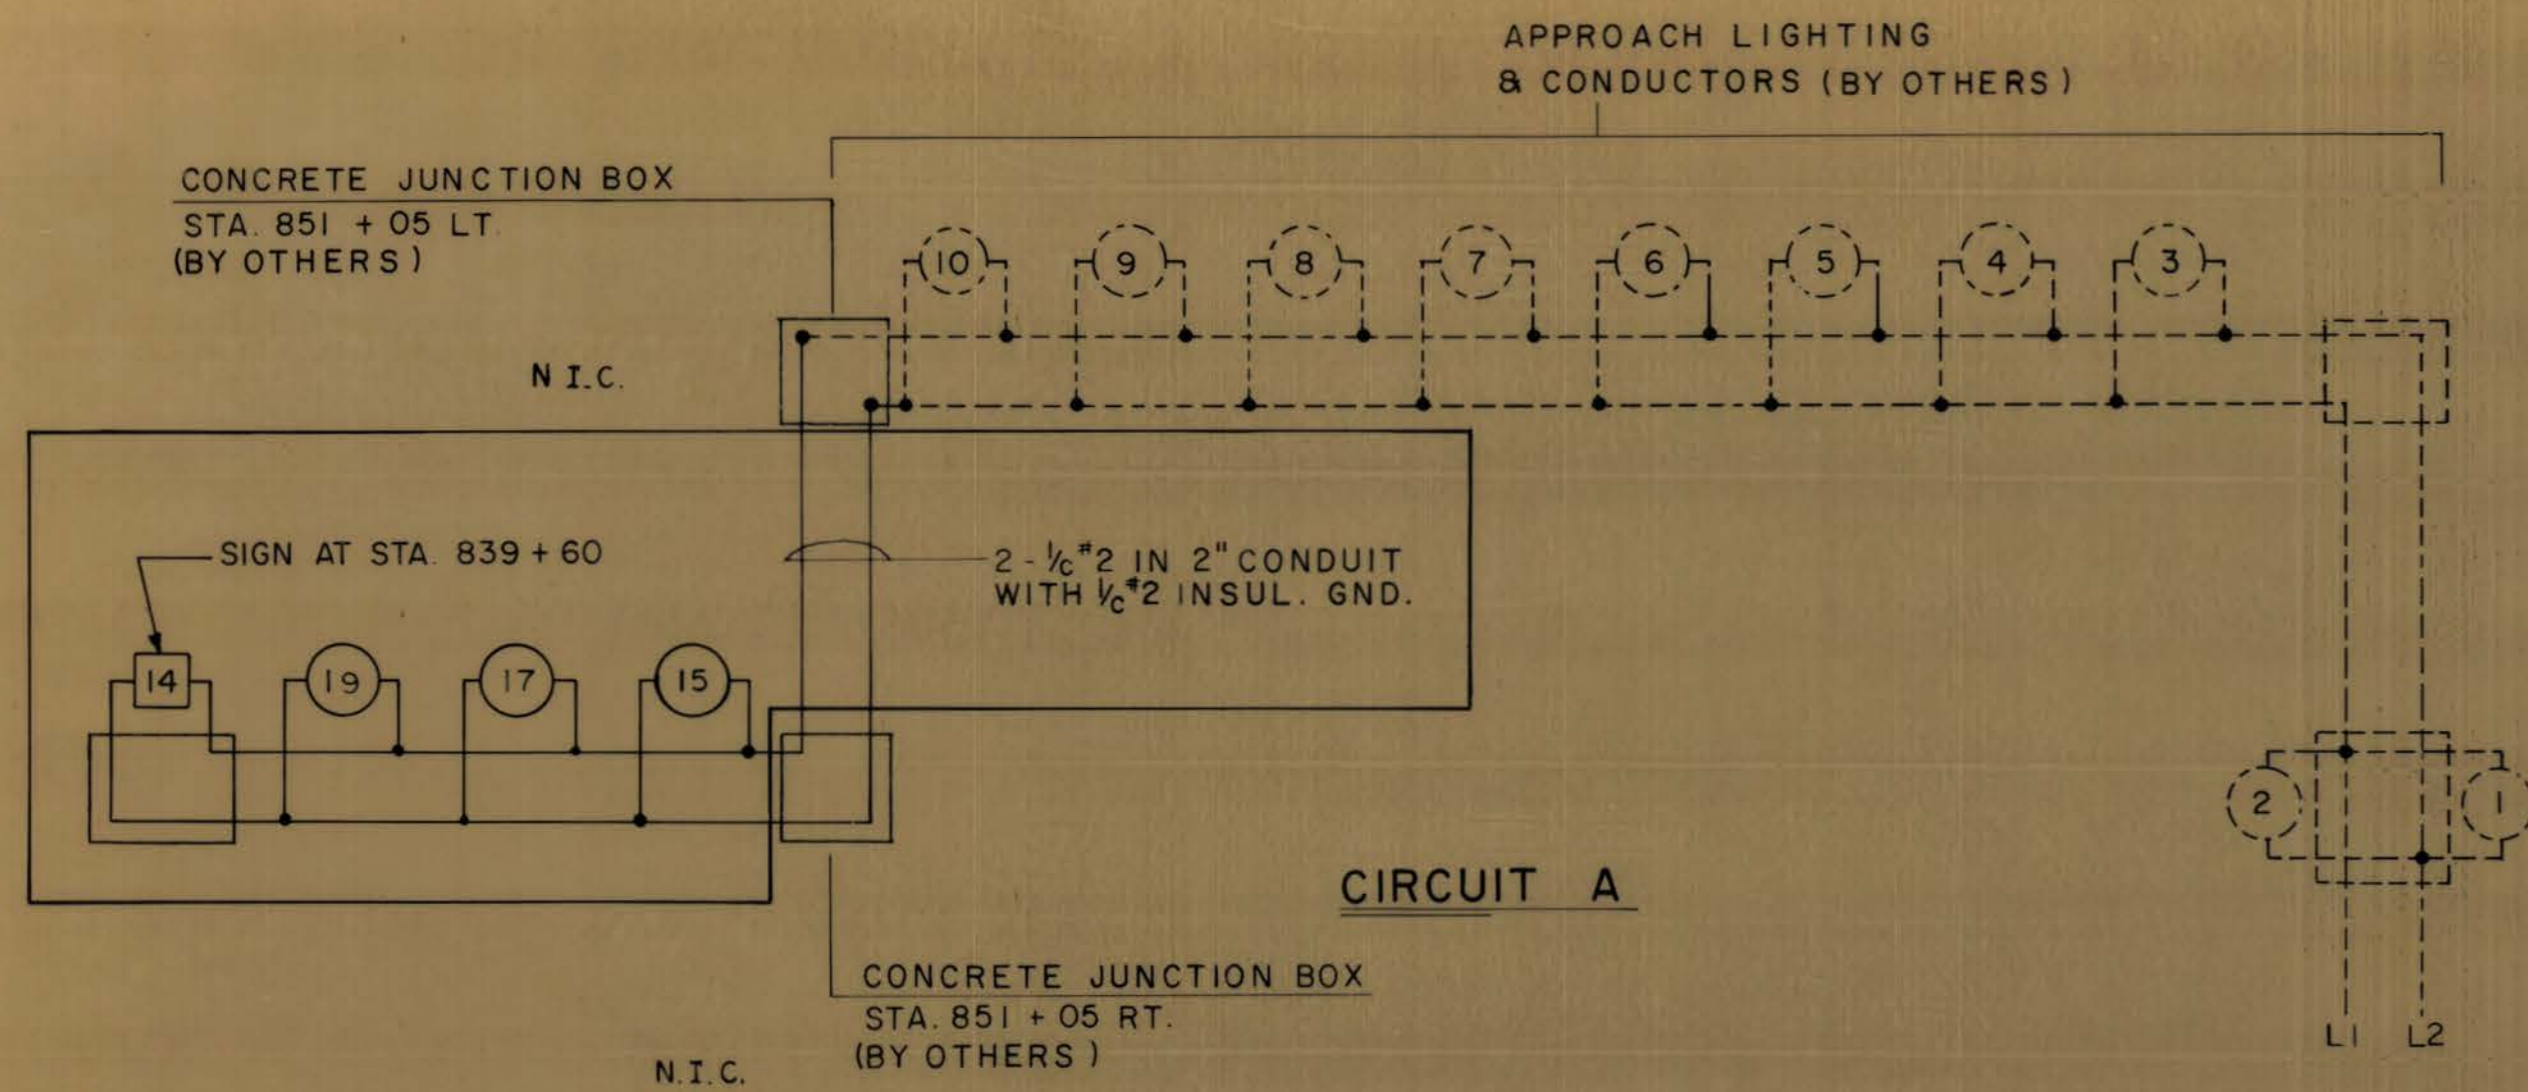 APPROACH LIGHTING
& CONDUCTORS (BY OTHERS)
CONCRETE JUNCTION BOX
STA. 851 + 05 LT.
(BY OTHERS)
10 9 8 7 6 5 4 3
N I.C.
SIGN AT STA. 839 + 60
2 - 1/c #2 IN 2" CONDUIT
WITH 1/c #2 INSUL. GND.
14 19 17 15
2 1
CIRCUIT A
CONCRETE JUNCTION BOX
STA. 851 + 05 RT.
(BY OTHERS)
L1 L2
N.I.C.